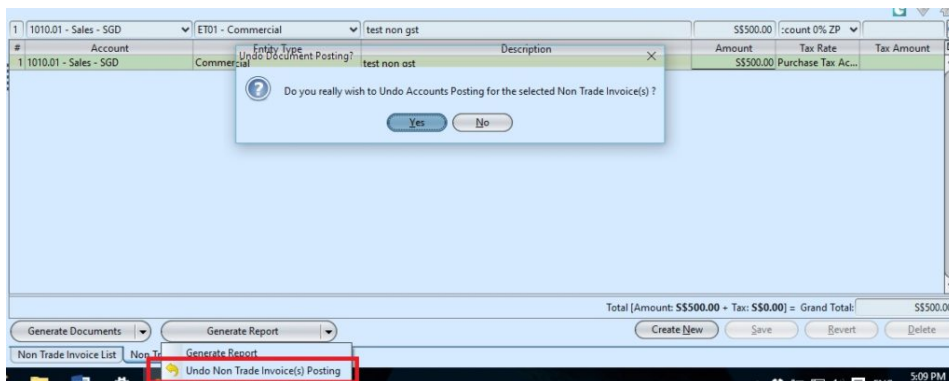 1 1010.01 - Sales - SGD ET01 - Commercial test non gst S$500.00 :count 0% ZP
# Account Entity Type Description Amount Tax Rate Tax Amount
Undo Document Posting?
1 1010.01 - Sales - SGD Commercial test non gst S$500.00 Purchase Tax Ac...
Do you really wish to Undo Accounts Posting for the selected Non Trade Invoice(s) ?
Yes No
Total [Amount: S$500.00 + Tax: S$0.00] = Grand Total: S$500.00
Generate Documents Generate Report Create New Save Revert Delete
Non Trade Invoice List Non Tr
Generate Report
Undo Non Trade Invoice(s) Posting
5:09 PM